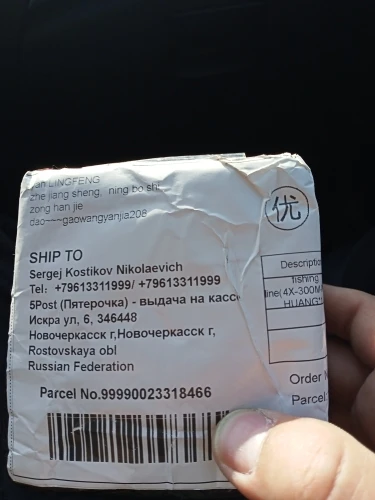 LINGFENG
zhe jiang sheng, ning bo shi
zong han jie
dao~~~gaowangyanjia208
优
SHIP TO
Sergej Kostikov Nikolaevich
Tel: +79613311999/ +79613311999
5Post (Пятерочка) - выдача на кассе
Искра ул, 6, 346448
Новочеркасск г,Новочеркасск г,
Rostovskaya obl
Russian Federation
Parcel No.99990023318466
Descriptio
fishing
line(4X-300M
HUANG*
Order N
Parcel